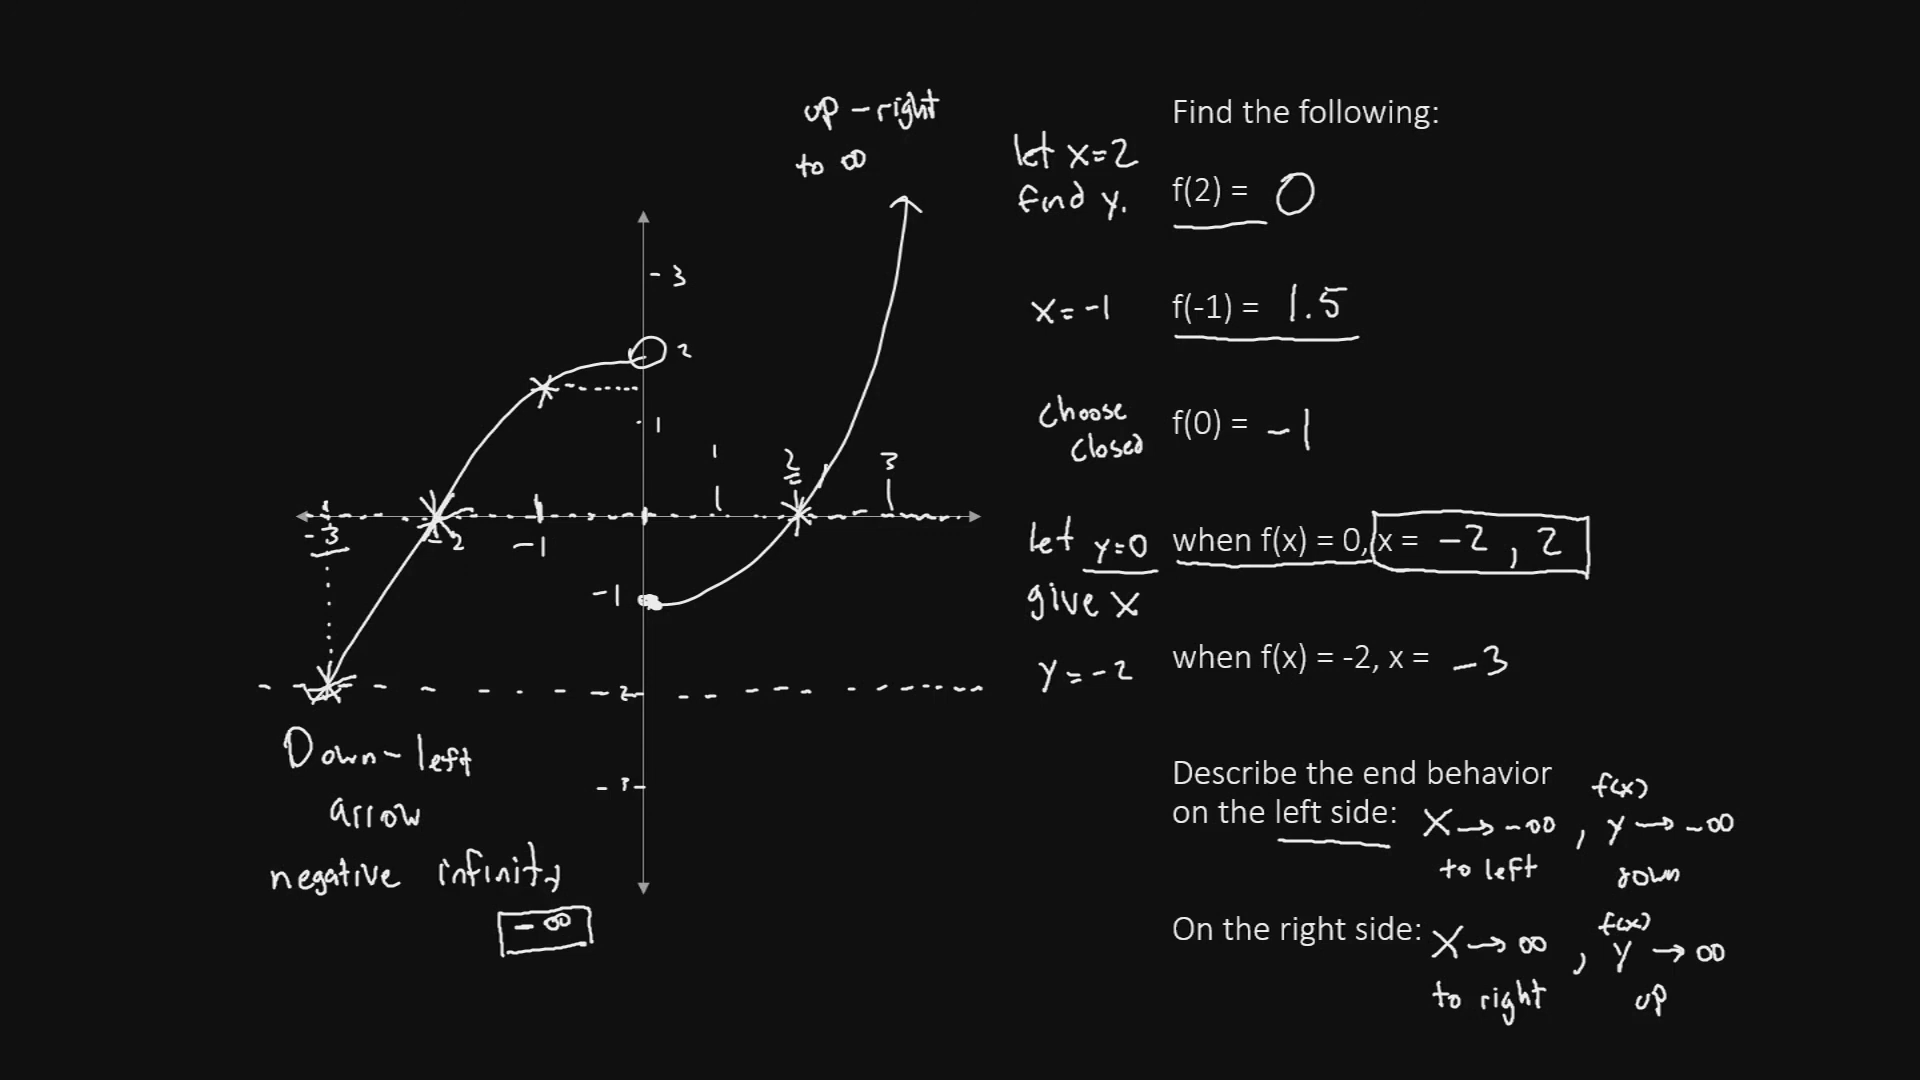 up - right
to ∞
- 3
2
1
1
2
3
- 3
- 2
- 1
- 1
- 2
Down - left
arrow
negative infinity
- ∞
Find the following:
let x = 2
find y.
f(2) = 0
x = -1
f(-1) = 1.5
choose
closed
f(0) = -1
let y = 0
give x
when f(x) = 0, x = -2 , 2
y = -2
when f(x) = -2, x = -3
Describe the end behavior
on the left side: x → -∞ , y → -∞
f(x)
to left
down
On the right side: x → ∞ , y → ∞
f(x)
to right
up